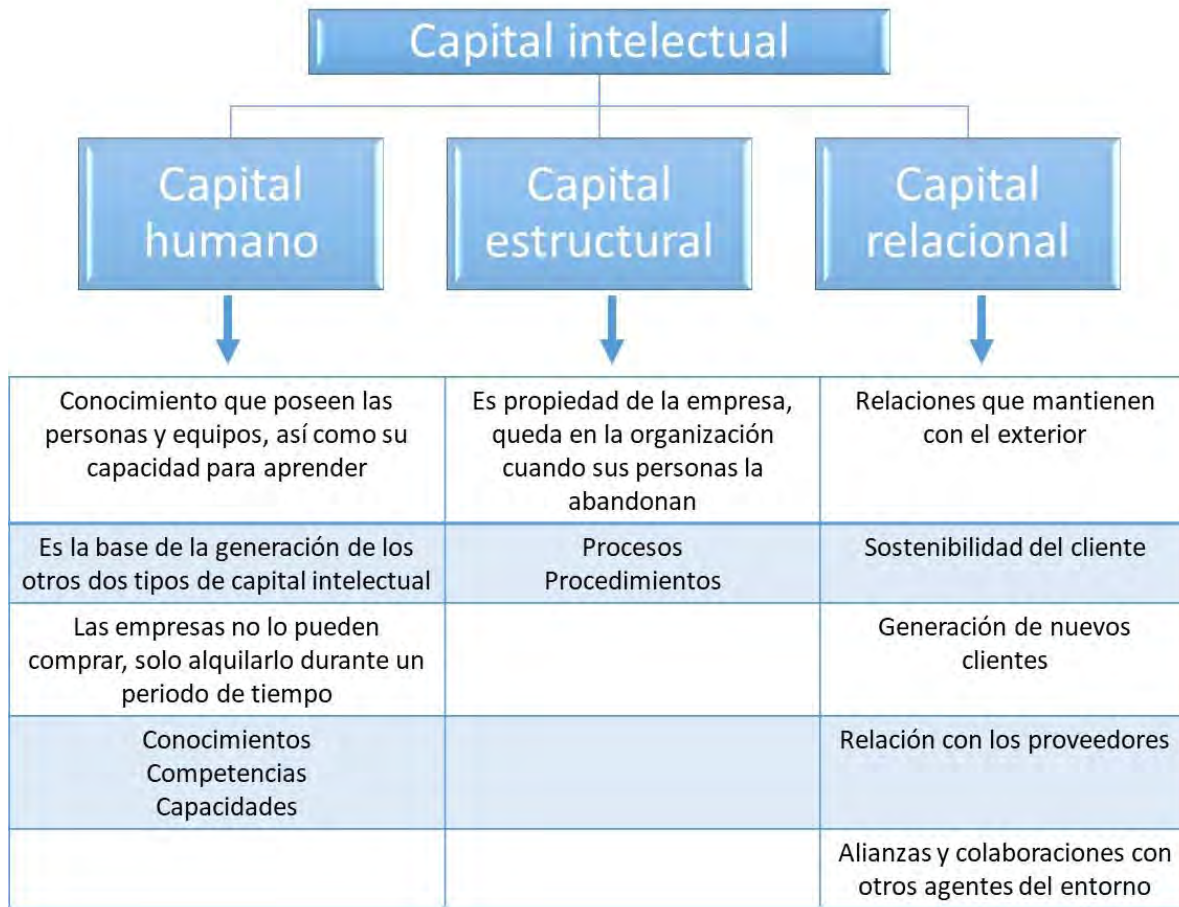 Capital intelectual
Capital
humano
Capital
estructural
Capital
relacional
Conocimiento que poseen las
personas y equipos, así como su
capacidad para aprender
Es propiedad de la empresa,
queda en la organización
cuando sus personas la
abandonan
Relaciones que mantienen
con el exterior
Es la base de la generación de los
otros dos tipos de capital intelectual
Procesos
Procedimientos
Sostenibilidad del cliente
Las empresas no lo pueden
comprar, solo alquilarlo durante un
periodo de tiempo
Generación de nuevos
clientes
Conocimientos
Competencias
Capacidades
Relación con los proveedores
Alianzas y colaboraciones con
otros agentes del entorno